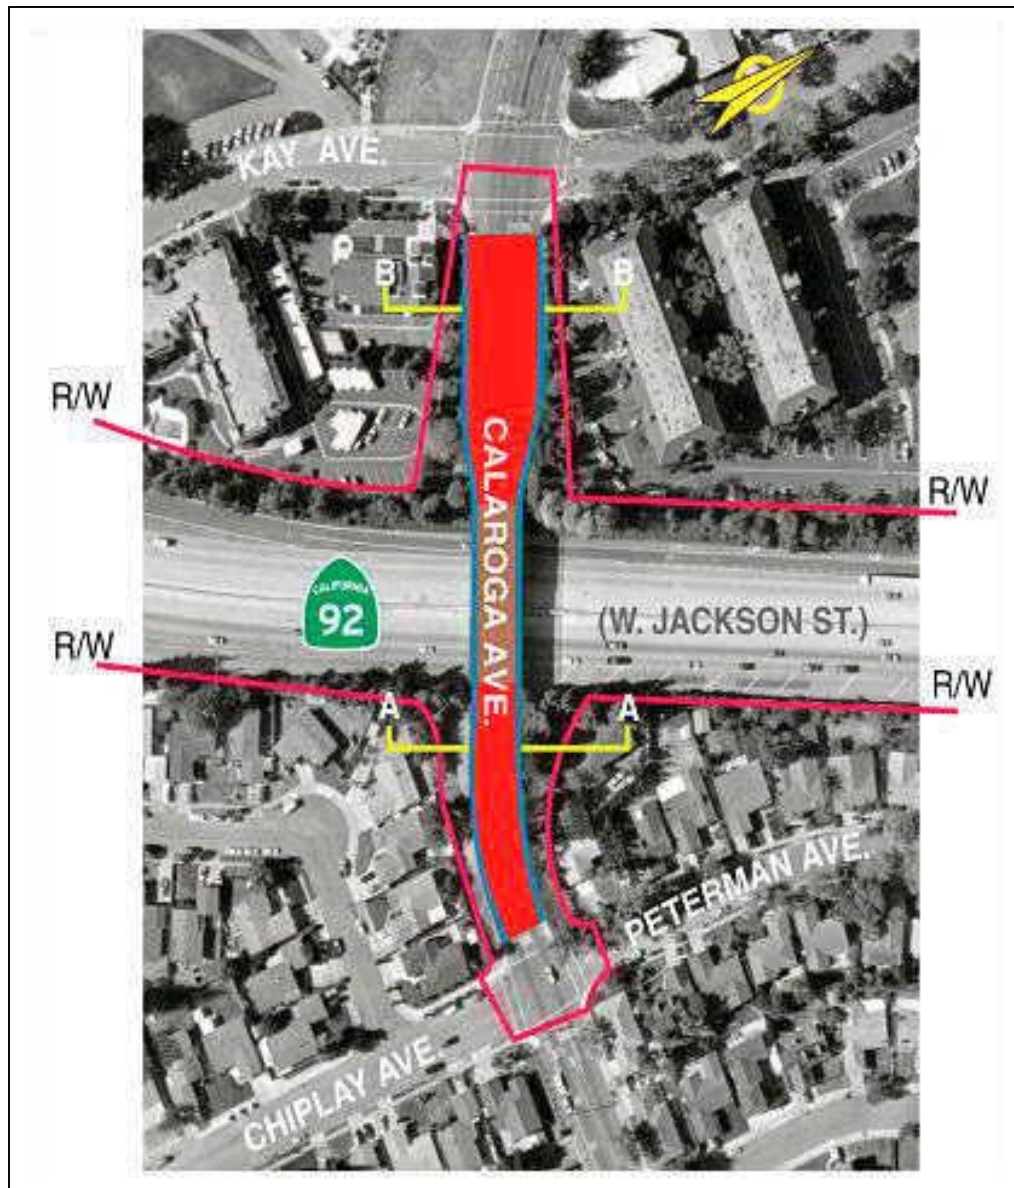 KAY AVE.
B
B
R/W
CALAROGA AVE.
R/W
CALIFORNIA
92
(W. JACKSON ST.)
R/W
R/W
A
A
PETERMAN AVE.
CHIPLAY AVE.